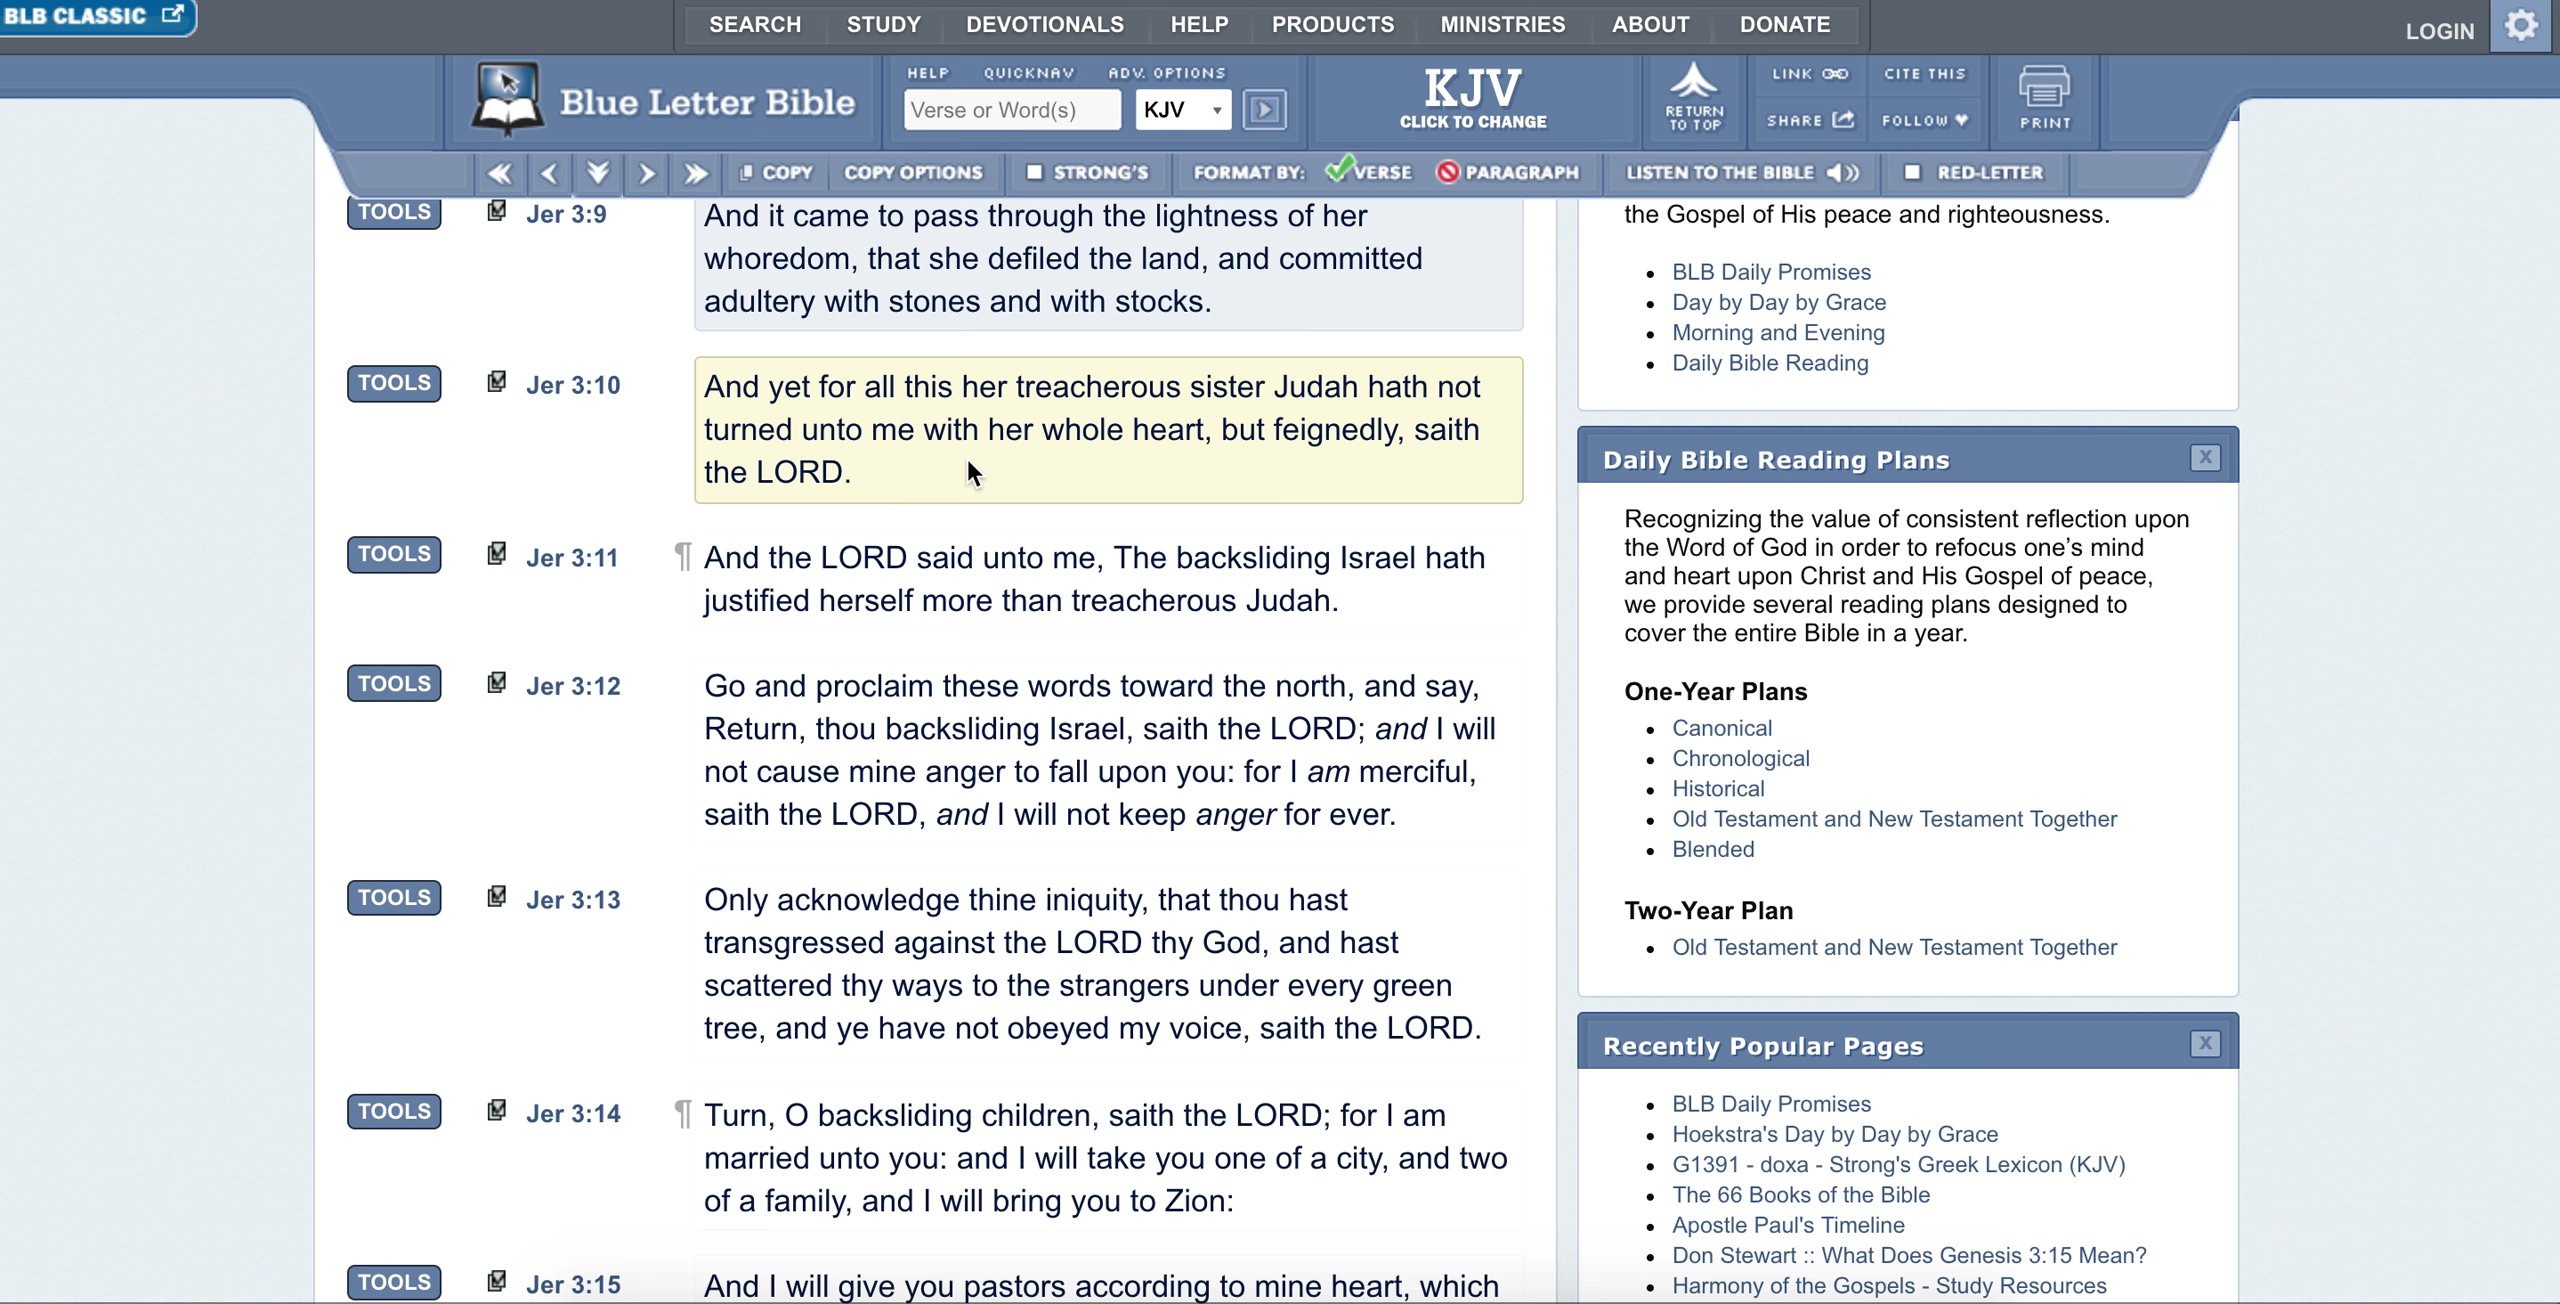 BLB CLASSIC
SEARCH STUDY DEVOTIONALS HELP PRODUCTS MINISTRIES ABOUT DONATE
LOGIN
Blue Letter Bible
HELP QUICKNAV ADV. OPTIONS
Verse or Word(s) KJV
KJV
CLICK TO CHANGE
RETURN
TO TOP
LINK CITE THIS
SHARE FOLLOW
PRINT
COPY COPY OPTIONS STRONG'S FORMAT BY: VERSE PARAGRAPH LISTEN TO THE BIBLE RED-LETTER
TOOLS Jer 3:9
And it came to pass through the lightness of her
whoredom, that she defiled the land, and committed
adultery with stones and with stocks.
TOOLS Jer 3:10
And yet for all this her treacherous sister Judah hath not
turned unto me with her whole heart, but feignedly, saith
the LORD.
TOOLS Jer 3:11
¶ And the LORD said unto me, The backsliding Israel hath
justified herself more than treacherous Judah.
TOOLS Jer 3:12
Go and proclaim these words toward the north, and say,
Return, thou backsliding Israel, saith the LORD; and I will
not cause mine anger to fall upon you: for I am merciful,
saith the LORD, and I will not keep anger for ever.
TOOLS Jer 3:13
Only acknowledge thine iniquity, that thou hast
transgressed against the LORD thy God, and hast
scattered thy ways to the strangers under every green
tree, and ye have not obeyed my voice, saith the LORD.
TOOLS Jer 3:14
¶ Turn, O backsliding children, saith the LORD; for I am
married unto you: and I will take you one of a city, and two
of a family, and I will bring you to Zion:
TOOLS Jer 3:15
And I will give you pastors according to mine heart, which
the Gospel of His peace and righteousness.
• BLB Daily Promises
• Day by Day by Grace
• Morning and Evening
• Daily Bible Reading
Daily Bible Reading Plans X
Recognizing the value of consistent reflection upon
the Word of God in order to refocus one’s mind
and heart upon Christ and His Gospel of peace,
we provide several reading plans designed to
cover the entire Bible in a year.
One-Year Plans
• Canonical
• Chronological
• Historical
• Old Testament and New Testament Together
• Blended
Two-Year Plan
• Old Testament and New Testament Together
Recently Popular Pages X
• BLB Daily Promises
• Hoekstra's Day by Day by Grace
• G1391 - doxa - Strong's Greek Lexicon (KJV)
• The 66 Books of the Bible
• Apostle Paul's Timeline
• Don Stewart :: What Does Genesis 3:15 Mean?
• Harmony of the Gospels - Study Resources